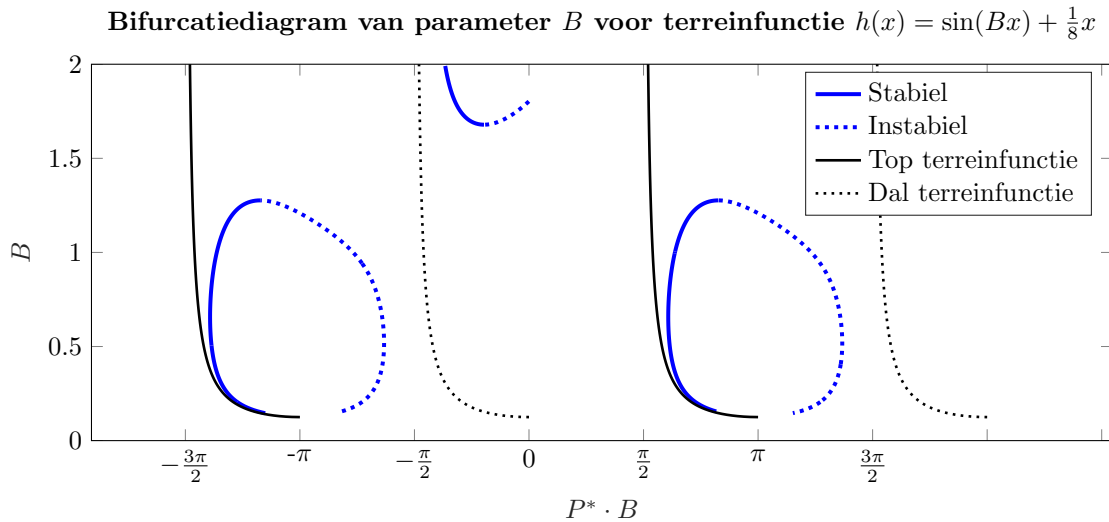 Bifurcatiediagram van parameter B voor terreinfunctie h(x) = sin(Bx) + 1/8 x
2
1.5
1
0.5
0
B
Stabiel
Instabiel
Top terreinfunctie
Dal terreinfunctie
−3π/2 -π −π/2 0 π/2 π 3π/2
P* · B